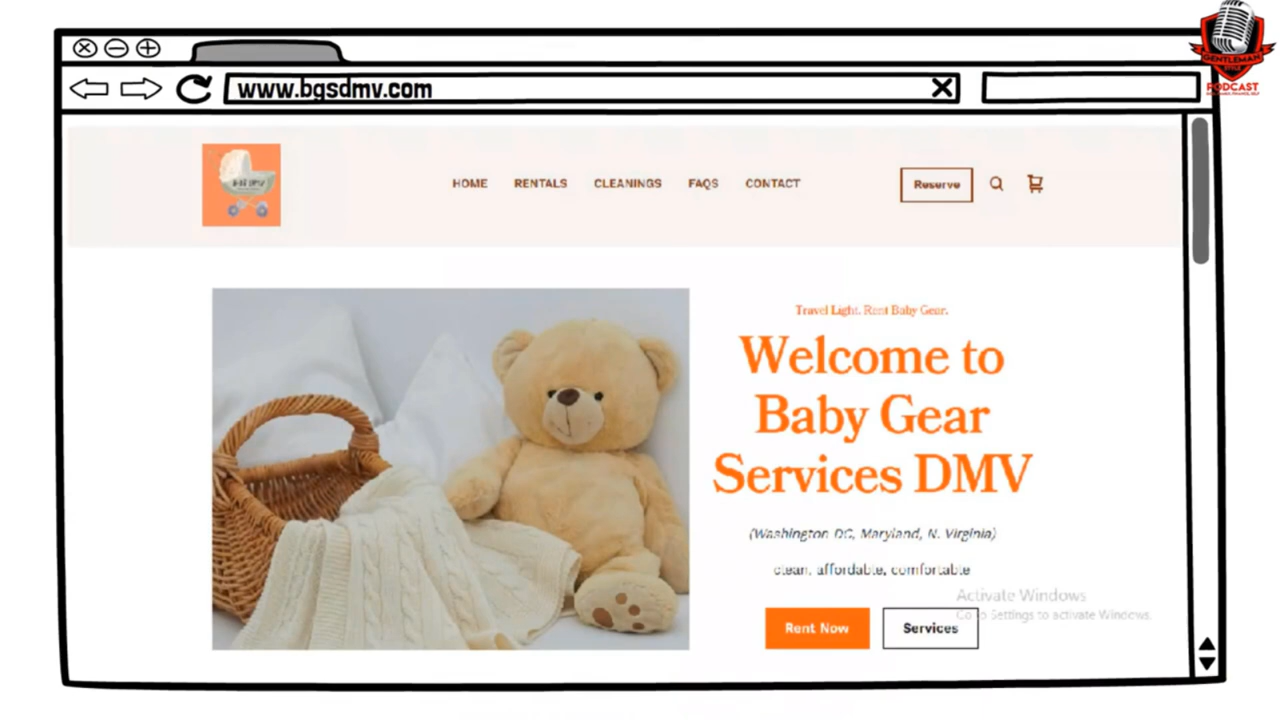 GENTLEMAN
STYLE
PODCAST
www.bgsdmv.com
HOME RENTALS CLEANINGS FAQS CONTACT Reserve
Travel Light. Rent Baby Gear.
Welcome to
Baby Gear
Services DMV
(Washington DC, Maryland, N. Virginia)
clean, affordable, comfortable
Activate Windows
Go to Settings to activate Windows.
Rent Now Services